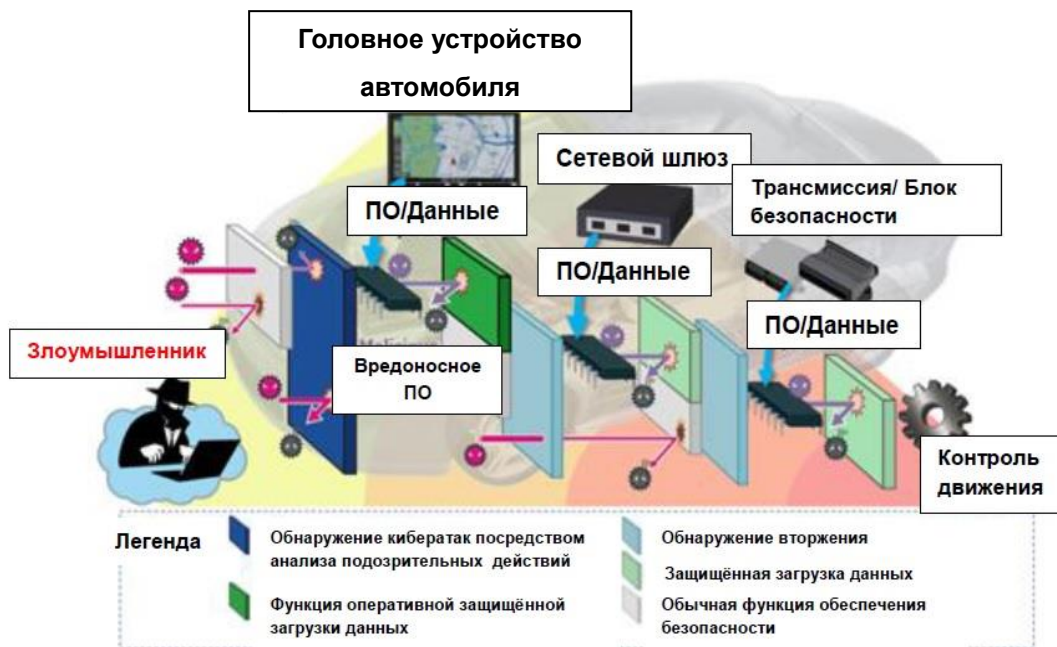 Головное устройство
автомобиля
Сетевой шлюз
Трансмиссия/ Блок
безопасности
ПО/Данные
ПО/Данные
ПО/Данные
Злоумышленник
Вредоносное
ПО
Контроль
движения
Легенда
Обнаружение кибератак посредством
анализа подозрительных действий
Функция оперативной защищённой
загрузки данных
Обнаружение вторжения
Защищённая загрузка данных
Обычная функция обеспечения
безопасности